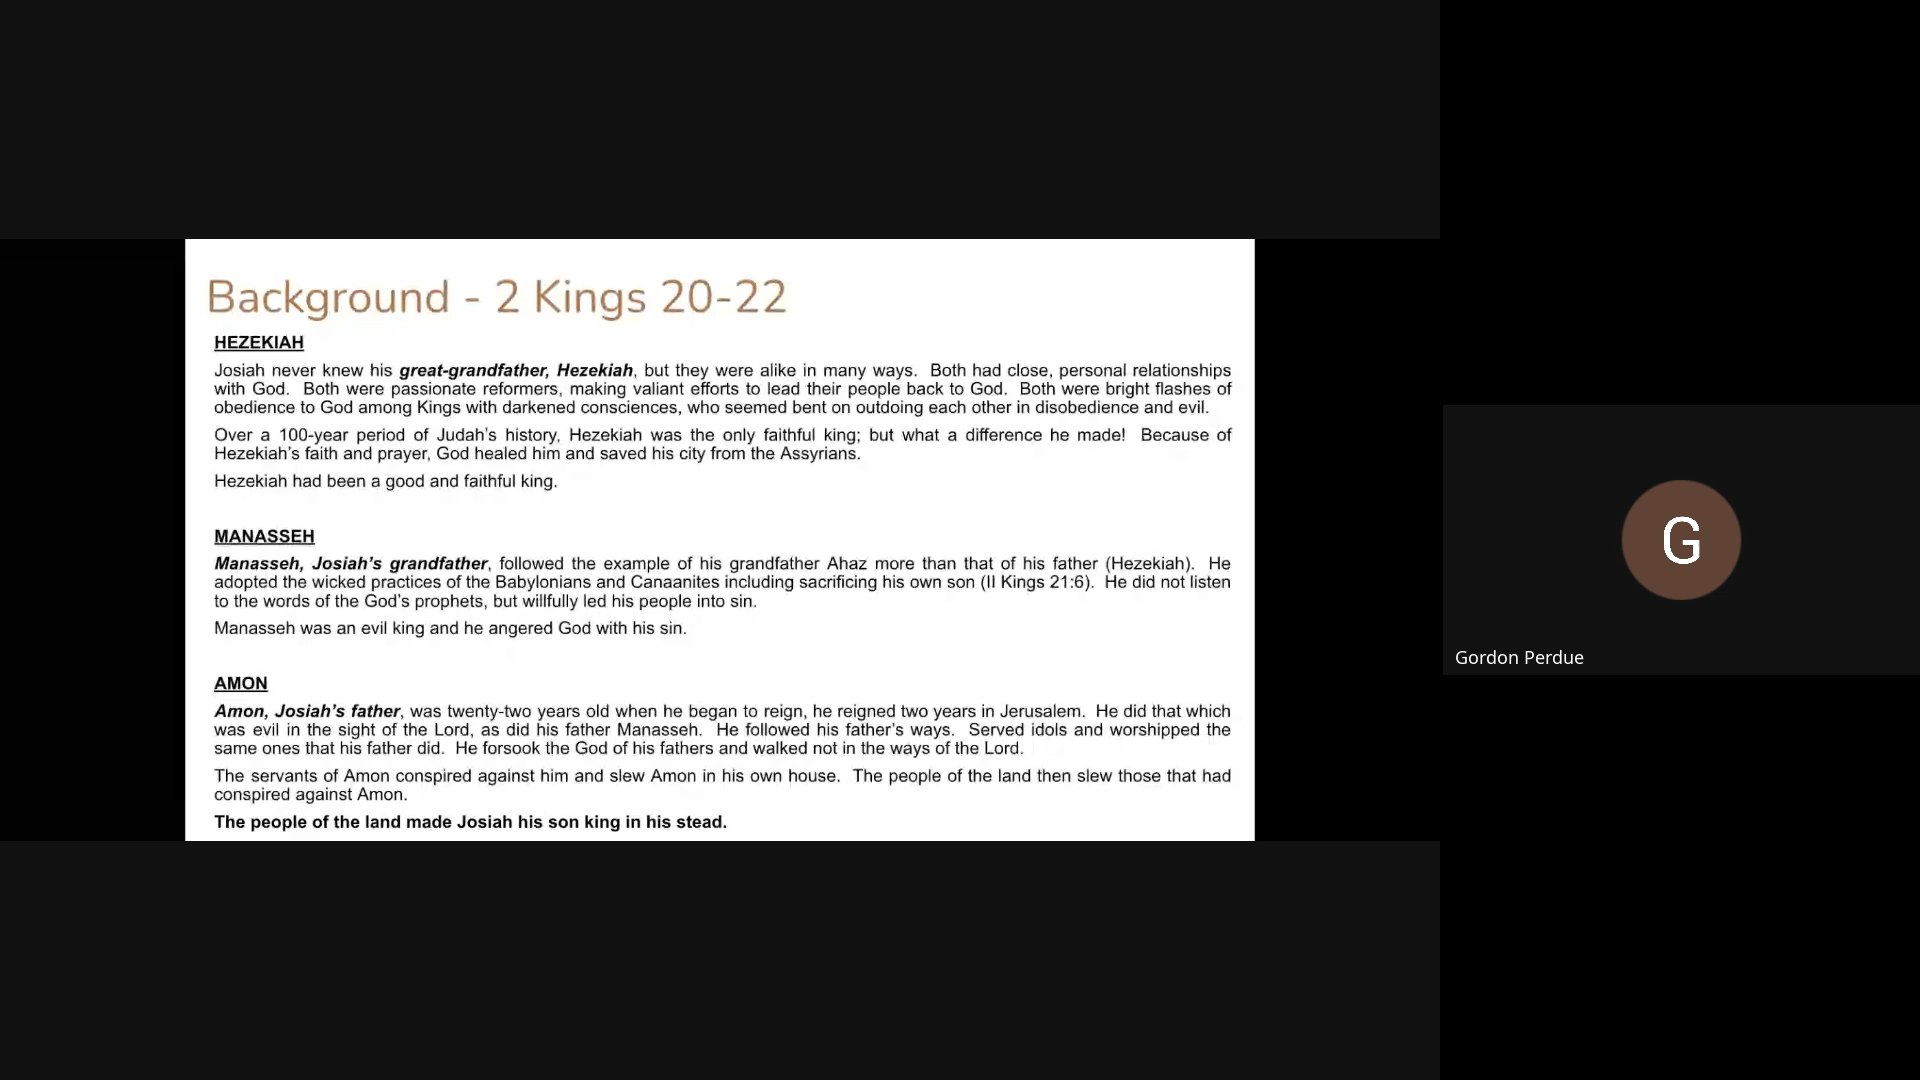 Background - 2 Kings 20-22
HEZEKIAH
Josiah never knew his great-grandfather, Hezekiah, but they were alike in many ways. Both had close, personal relationships
with God. Both were passionate reformers, making valiant efforts to lead their people back to God. Both were bright flashes of
obedience to God among Kings with darkened consciences, who seemed bent on outdoing each other in disobedience and evil.
Over a 100-year period of Judah's history, Hezekiah was the only faithful king; but what a difference he made! Because of
Hezekiah's faith and prayer, God healed him and saved his city from the Assyrians.
Hezekiah had been a good and faithful king.
MANASSEH
Manasseh, Josiah's grandfather, followed the example of his grandfather Ahaz more than that of his father (Hezekiah). He
adopted the wicked practices of the Babylonians and Canaanites including sacrificing his own son (II Kings 21:6). He did not listen
to the words of the God's prophets, but willfully led his people into sin.
Manasseh was an evil king and he angered God with his sin.
AMON
Amon, Josiah's father, was twenty-two years old when he began to reign, he reigned two years in Jerusalem. He did that which
was evil in the sight of the Lord, as did his father Manasseh. He followed his father's ways. Served idols and worshipped the
same ones that his father did. He forsook the God of his fathers and walked not in the ways of the Lord.
The servants of Amon conspired against him and slew Amon in his own house. The people of the land then slew those that had
conspired against Amon.
The people of the land made Josiah his son king in his stead.
G
Gordon Perdue